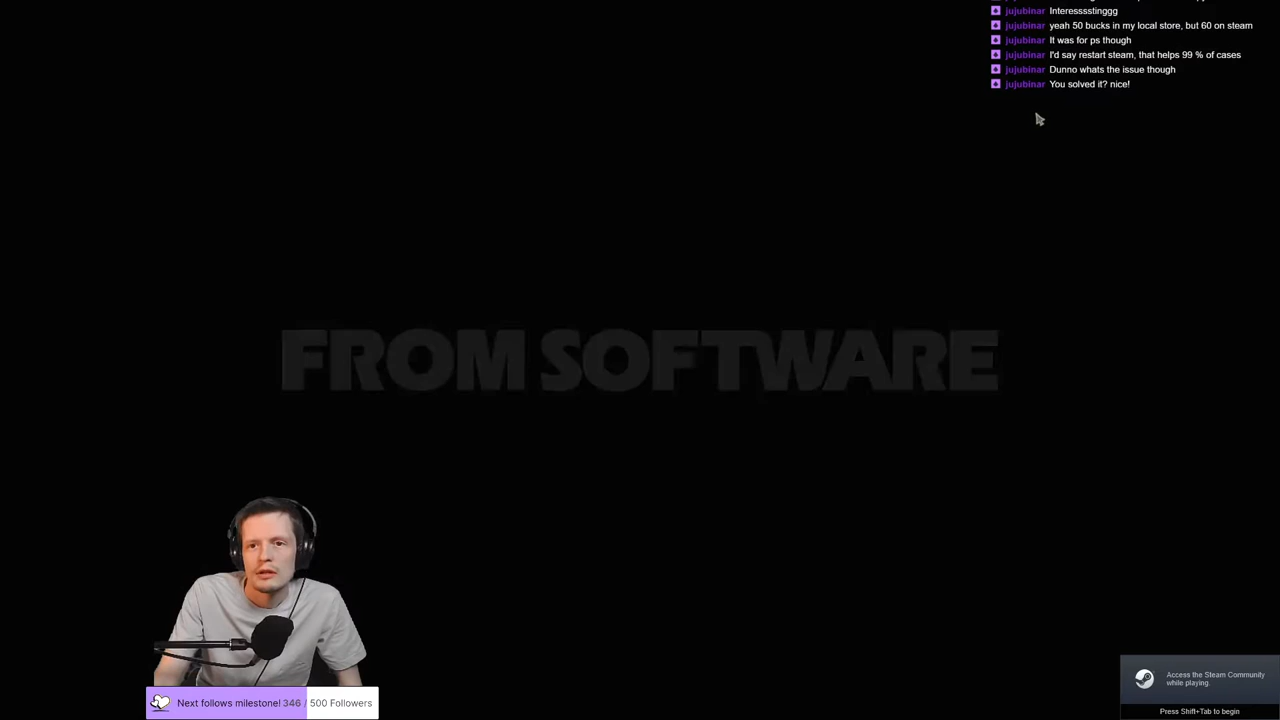 jujubinar Interesssstinggg
jujubinar yeah 50 bucks in my local store, but 60 on steam
jujubinar It was for ps though
jujubinar I'd say restart steam, that helps 99 % of cases
jujubinar Dunno whats the issue though
jujubinar You solved it? nice!
FROM SOFTWARE
Next follows milestone! 346 / 500 Followers
Access the Steam Community
while playing.
Press Shift+Tab to begin